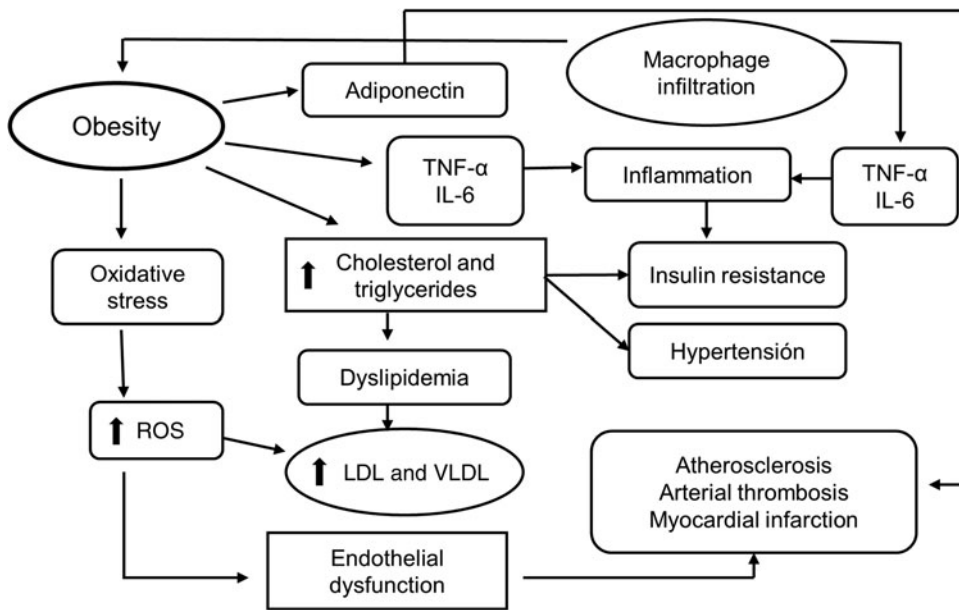 Macrophage
infiltration
Adiponectin
Obesity
TNF-α
IL-6
Inflammation
TNF-α
IL-6
Oxidative
stress
Cholesterol and
triglycerides
Insulin resistance
Hypertensión
Dyslipidemia
ROS
LDL and VLDL
Atherosclerosis
Arterial thrombosis
Myocardial infarction
Endothelial
dysfunction